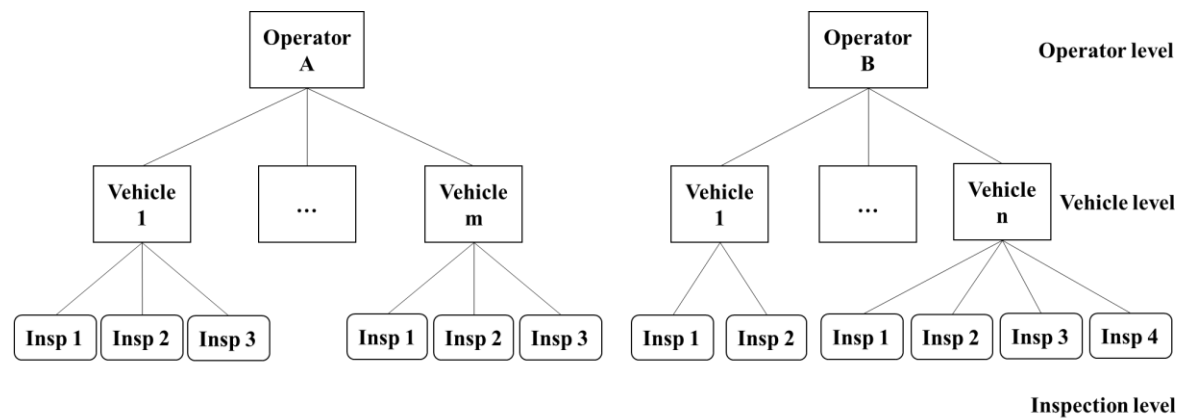 Operator
A
Operator
B
Operator level
Vehicle
1
...
Vehicle
m
Vehicle
1
...
Vehicle
n
Vehicle level
Insp 1
Insp 2
Insp 3
Insp 1
Insp 2
Insp 3
Insp 1
Insp 2
Insp 1
Insp 2
Insp 3
Insp 4
Inspection level